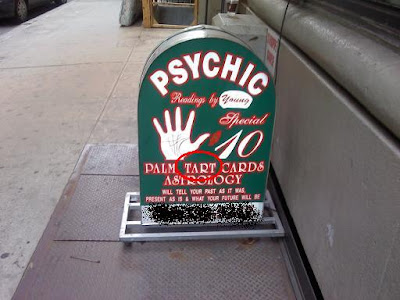 PSYCHIC
Readings by Young
Special
$10
PALM TART CARDS
ASTROLOGY
WILL TELL YOUR PAST AS IT WAS,
PRESENT AS IS & WHAT YOUR FUTURE WILL BE